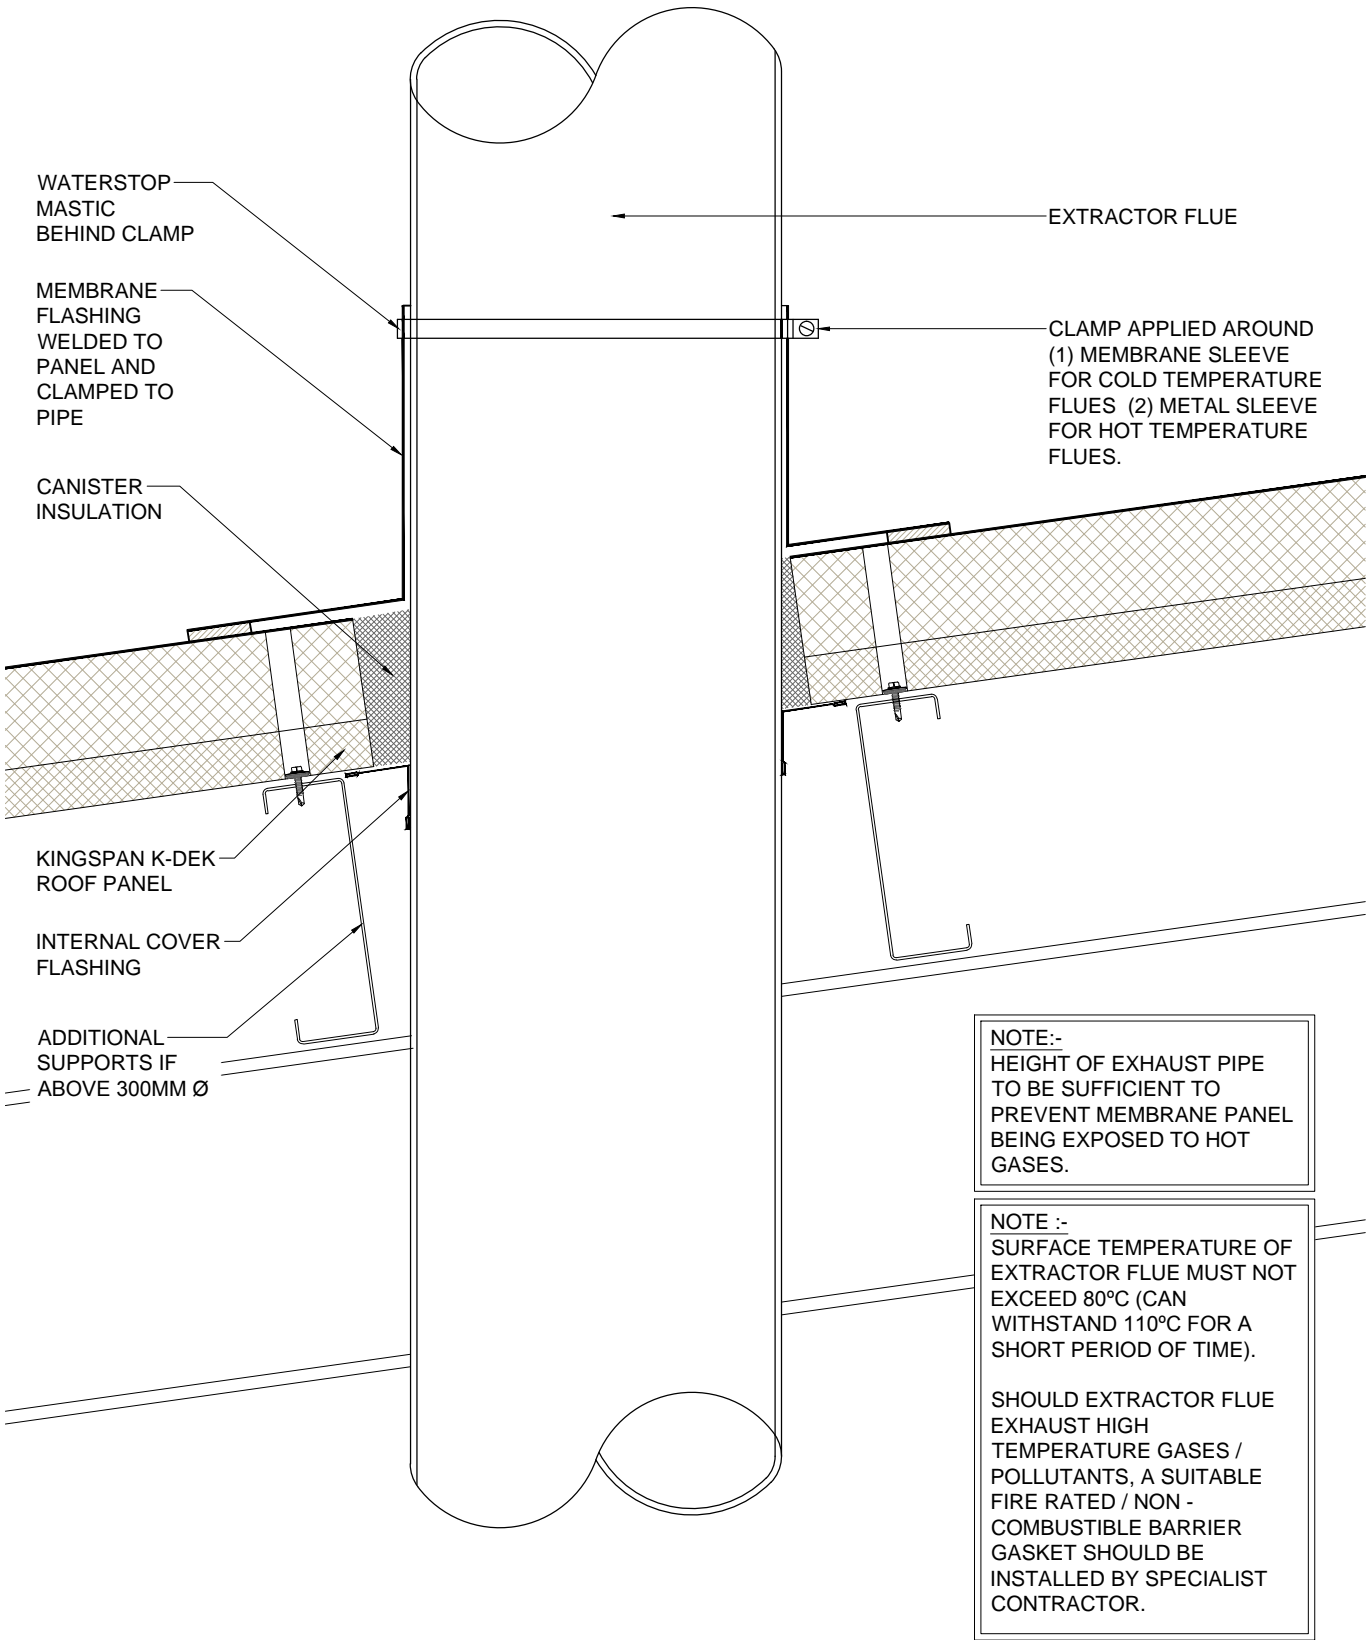 WATERSTOP
MASTIC
BEHIND CLAMP
MEMBRANE
FLASHING
WELDED TO
PANEL AND
CLAMPED TO
PIPE
CANISTER
INSULATION
KINGSPAN K-DEK
ROOF PANEL
INTERNAL COVER
FLASHING
ADDITIONAL
SUPPORTS IF
ABOVE 300MM Ø
EXTRACTOR FLUE
CLAMP APPLIED AROUND
(1) MEMBRANE SLEEVE
FOR COLD TEMPERATURE
FLUES (2) METAL SLEEVE
FOR HOT TEMPERATURE
FLUES.
NOTE:-
HEIGHT OF EXHAUST PIPE
TO BE SUFFICIENT TO
PREVENT MEMBRANE PANEL
BEING EXPOSED TO HOT
GASES.
NOTE :-
SURFACE TEMPERATURE OF
EXTRACTOR FLUE MUST NOT
EXCEED 80ºC (CAN
WITHSTAND 110ºC FOR A
SHORT PERIOD OF TIME).
SHOULD EXTRACTOR FLUE
EXHAUST HIGH
TEMPERATURE GASES /
POLLUTANTS, A SUITABLE
FIRE RATED / NON -
COMBUSTIBLE BARRIER
GASKET SHOULD BE
INSTALLED BY SPECIALIST
CONTRACTOR.